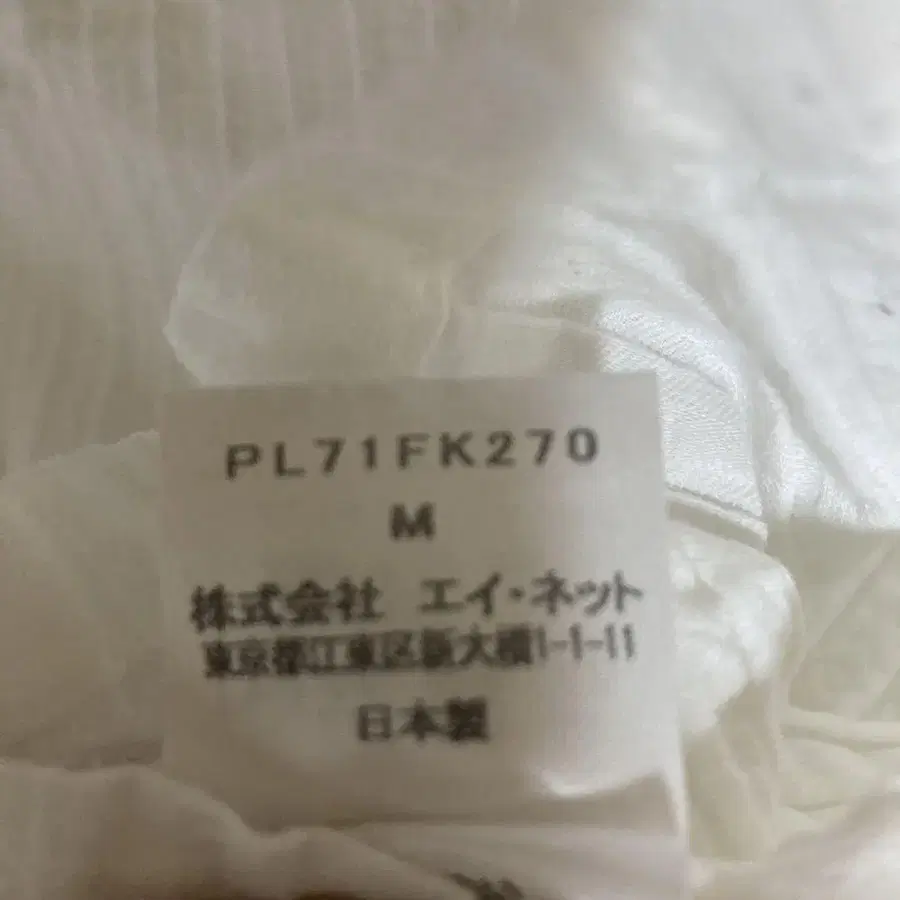 PL71FK270
M
株式会社 エイ・ネット
東京都江東区新大橋1-1-11
日本製